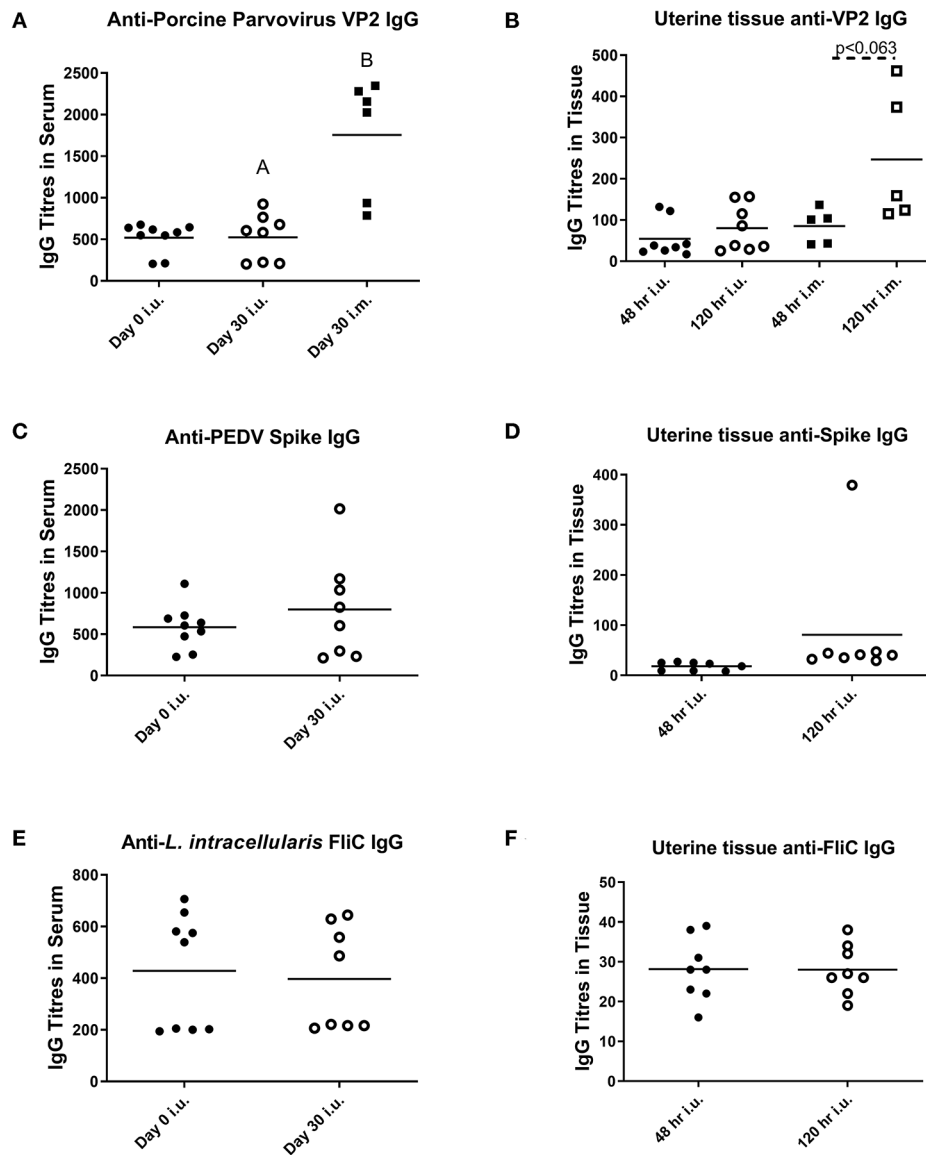 A
Anti-Porcine Parvovirus VP2 IgG
IgG Titres in Serum
2500
2000
1500
1000
500
0
A
B
Day 0 i.u.
Day 30 i.u.
Day 30 i.m.
B
Uterine tissue anti-VP2 IgG
IgG Titres in Tissue
500
400
300
200
100
0
p<0.063
48 hr i.u.
120 hr i.u.
48 hr i.m.
120 hr i.m.
C
Anti-PEDV Spike IgG
IgG Titres in Serum
2500
2000
1500
1000
500
0
Day 0 i.u.
Day 30 i.u.
D
Uterine tissue anti-Spike IgG
IgG Titres in Tissue
400
300
200
100
0
48 hr i.u.
120 hr i.u.
E
Anti-L. intracellularis FliC IgG
IgG Titres in Serum
800
600
400
200
0
Day 0 i.u.
Day 30 i.u.
F
Uterine tissue anti-FliC IgG
IgG Titres in Tissue
50
40
30
20
10
0
48 hr i.u.
120 hr i.u.